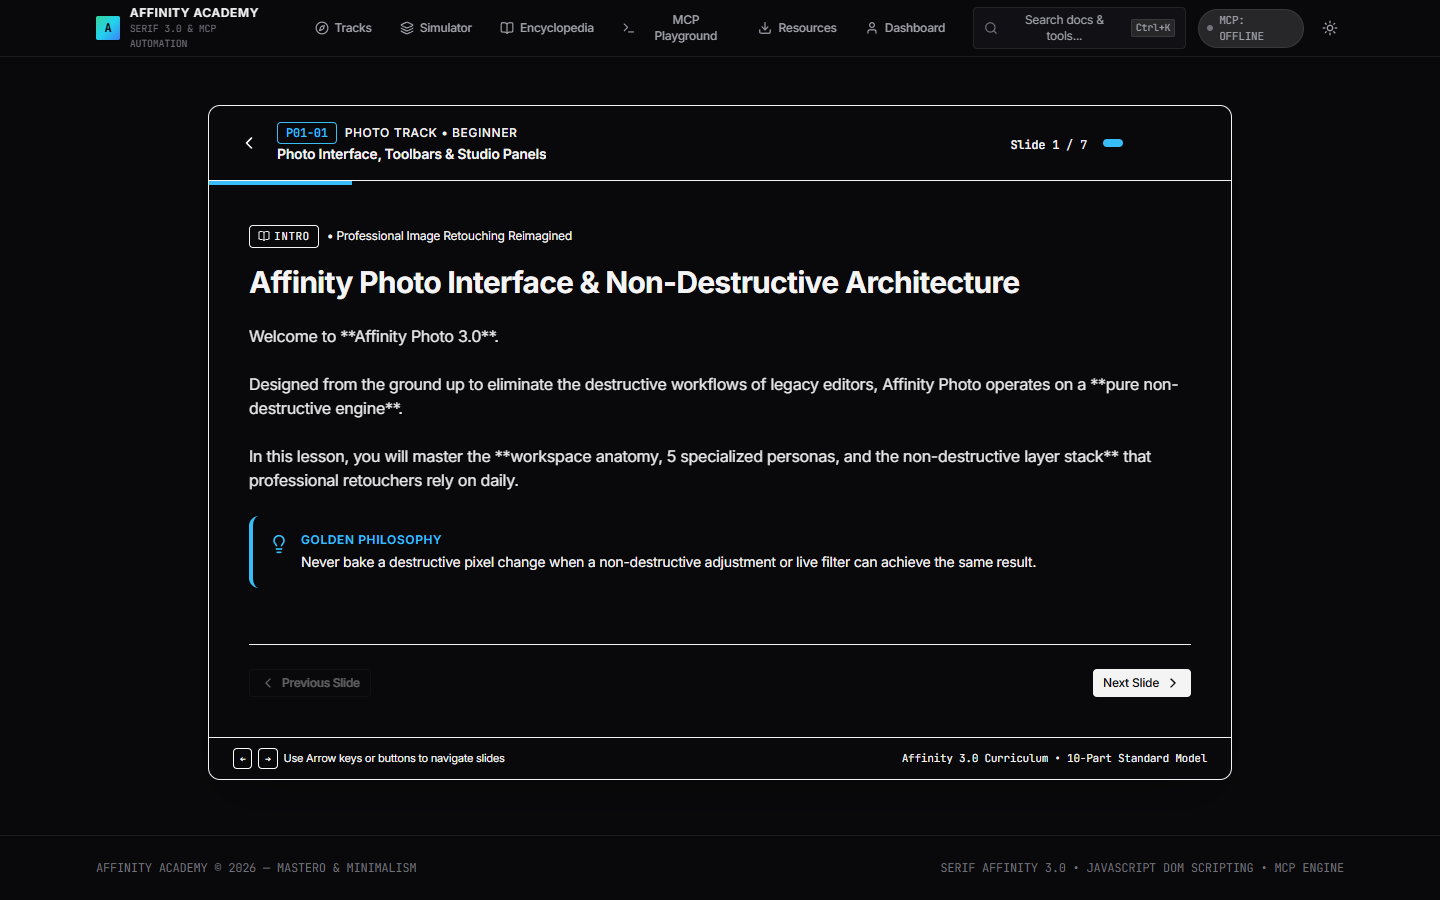 AFFINITY ACADEMY
SERIF 3.0 & MCP
AUTOMATION
Tracks
Simulator
Encyclopedia
MCP
Playground
Resources
Dashboard
Search docs &
tools...
Ctrl+K
MCP:
OFFLINE
P01-01 PHOTO TRACK • BEGINNER
Photo Interface, Toolbars & Studio Panels
Slide 1 / 7
INTRO • Professional Image Retouching Reimagined
Affinity Photo Interface & Non-Destructive Architecture
Welcome to **Affinity Photo 3.0**.
Designed from the ground up to eliminate the destructive workflows of legacy editors, Affinity Photo operates on a **pure non-
destructive engine**.
In this lesson, you will master the **workspace anatomy, 5 specialized personas, and the non-destructive layer stack** that
professional retouchers rely on daily.
GOLDEN PHILOSOPHY
Never bake a destructive pixel change when a non-destructive adjustment or live filter can achieve the same result.
Previous Slide
Next Slide
← → Use Arrow keys or buttons to navigate slides
Affinity 3.0 Curriculum • 10-Part Standard Model
AFFINITY ACADEMY © 2026 — MASTERO & MINIMALISM
SERIF AFFINITY 3.0 • JAVASCRIPT DOM SCRIPTING • MCP ENGINE